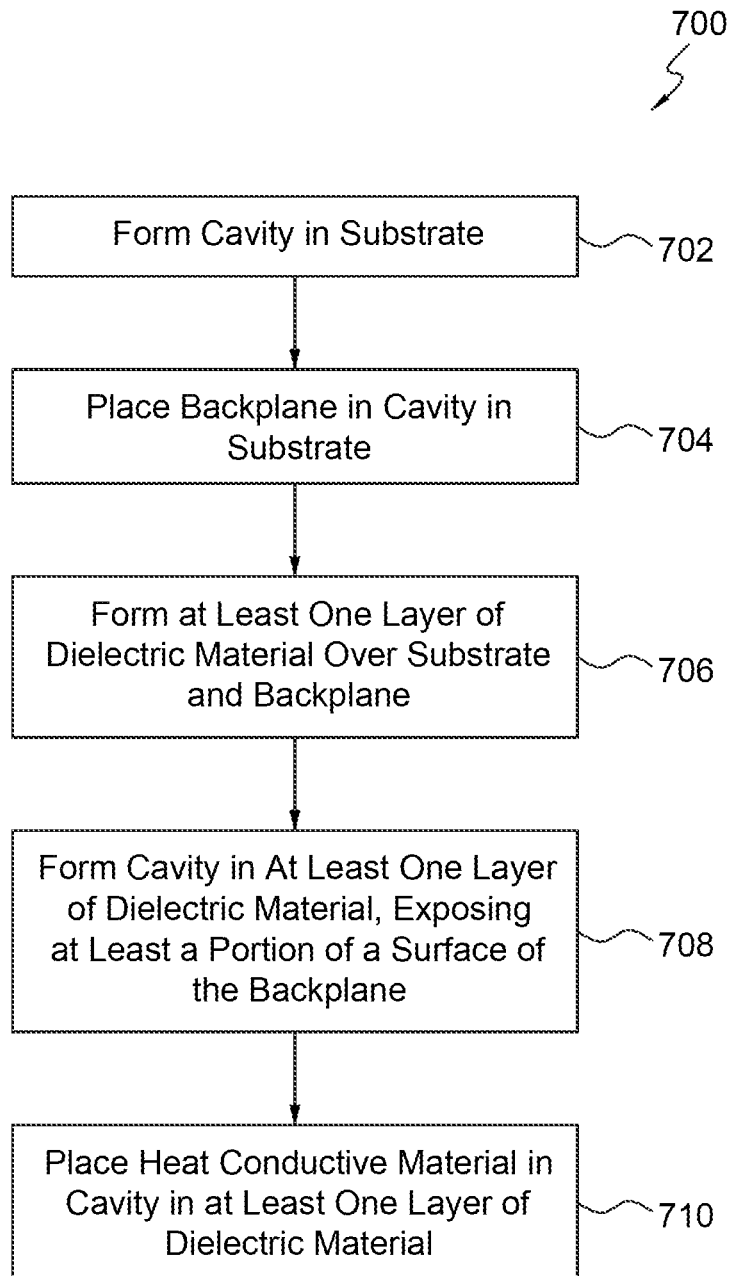 700
Form Cavity in Substrate
702
Place Backplane in Cavity in
Substrate
704
Form at Least One Layer of
Dielectric Material Over Substrate
and Backplane
706
Form Cavity in At Least One Layer
of Dielectric Material, Exposing
at Least a Portion of a Surface of
the Backplane
708
Place Heat Conductive Material in
Cavity in at Least One Layer of
Dielectric Material
710